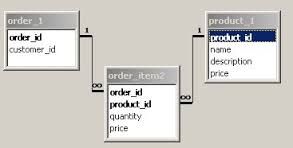 order_1
order_id
customer_id
1
∞
order_item2
order_id
product_id
quantity
price
1
∞
product_1
product_id
name
description
price